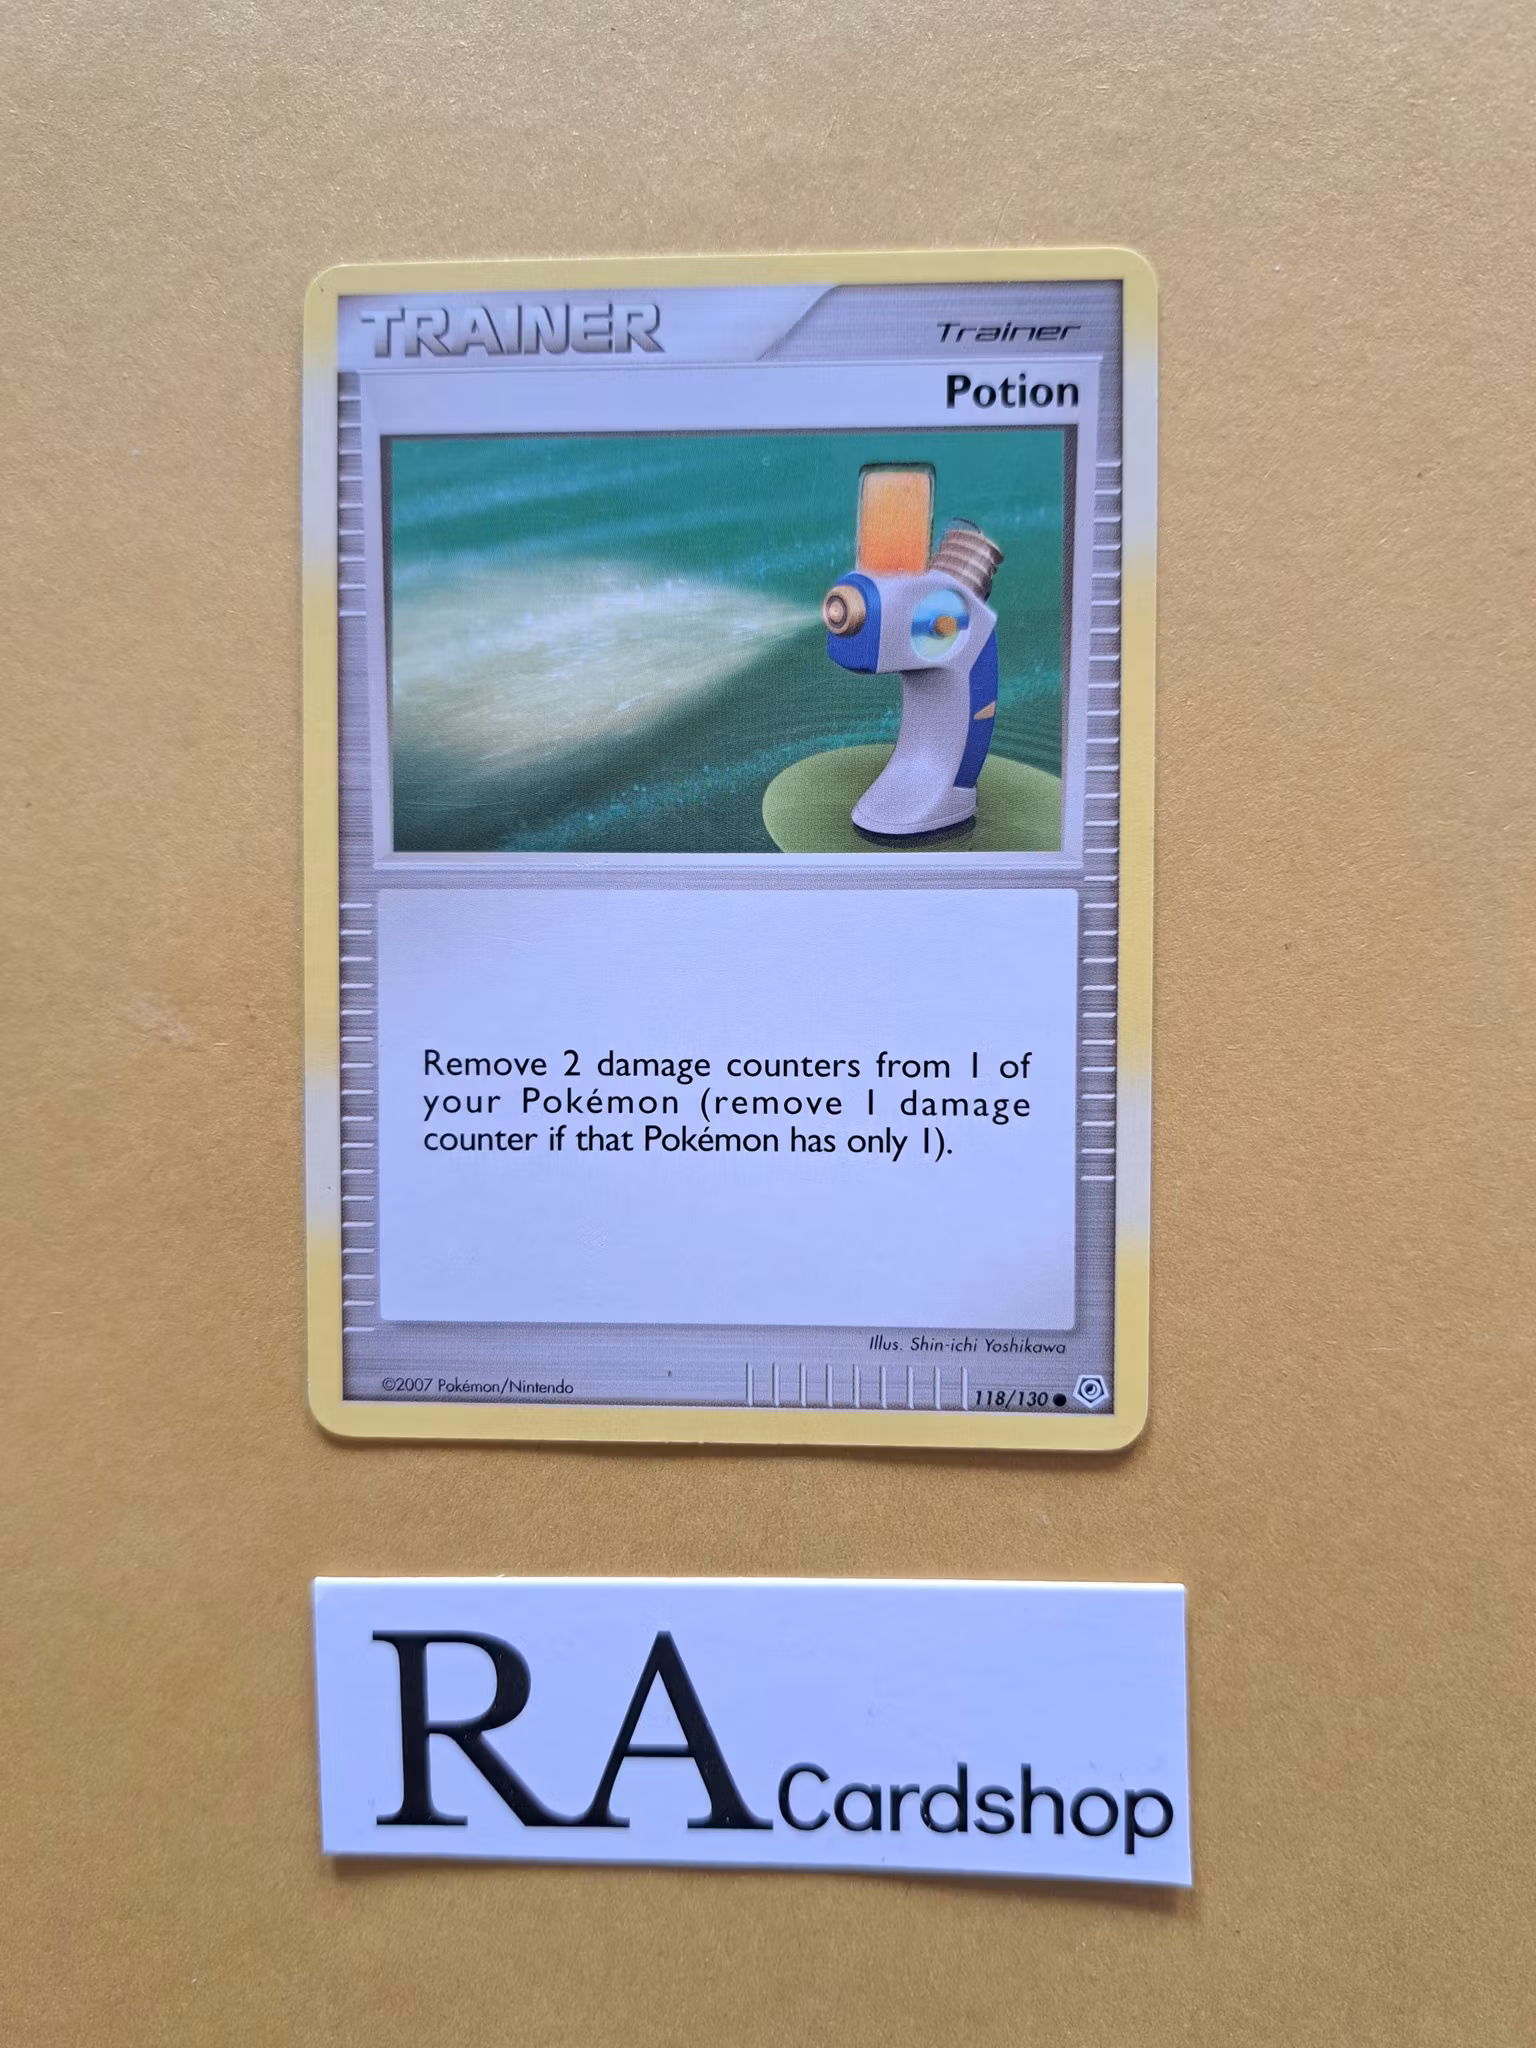 TRAINER
Trainer
Potion
Remove 2 damage counters from 1 of
your Pokémon (remove 1 damage
counter if that Pokémon has only 1).
Illus. Shin-ichi Yoshikawa
©2007 Pokémon/Nintendo
118/130
RA Cardshop